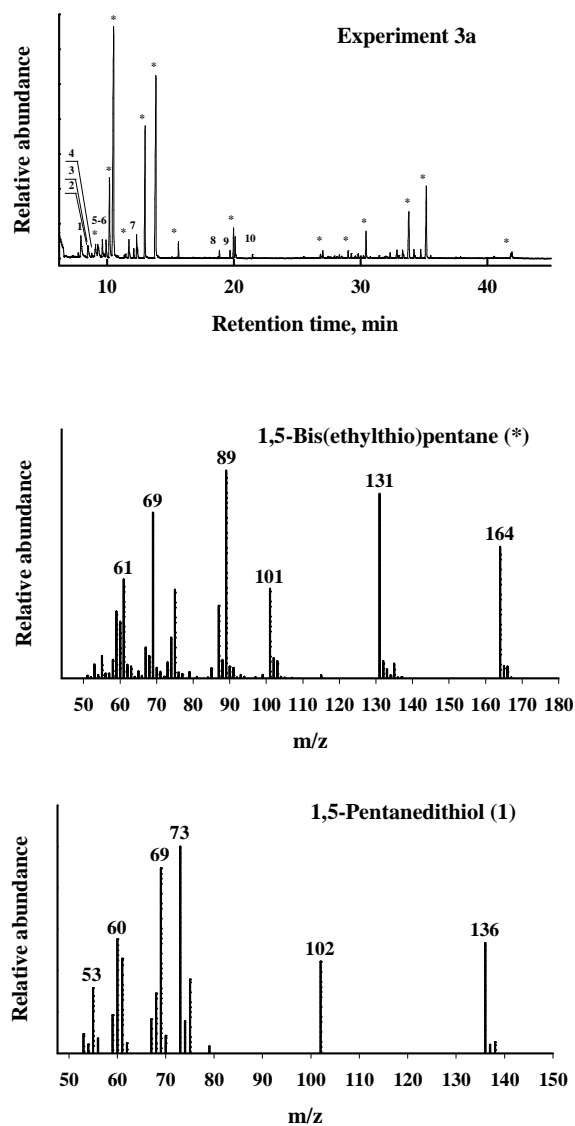 Experiment 3a
Relative abundance
4
3
2
1
*
5-6
*
*
*
7
*
*
*
8
9
*
10
*
*
*
*
*
*
10 20 30 40
Retention time, min
1,5-Bis(ethylthio)pentane (*)
Relative abundance
61
69
89
101
131
164
50 60 70 80 90 100 110 120 130 140 150 160 170 180
m/z
1,5-Pentanedithiol (1)
Relative abundance
53
60
69
73
102
136
50 60 70 80 90 100 110 120 130 140 150
m/z